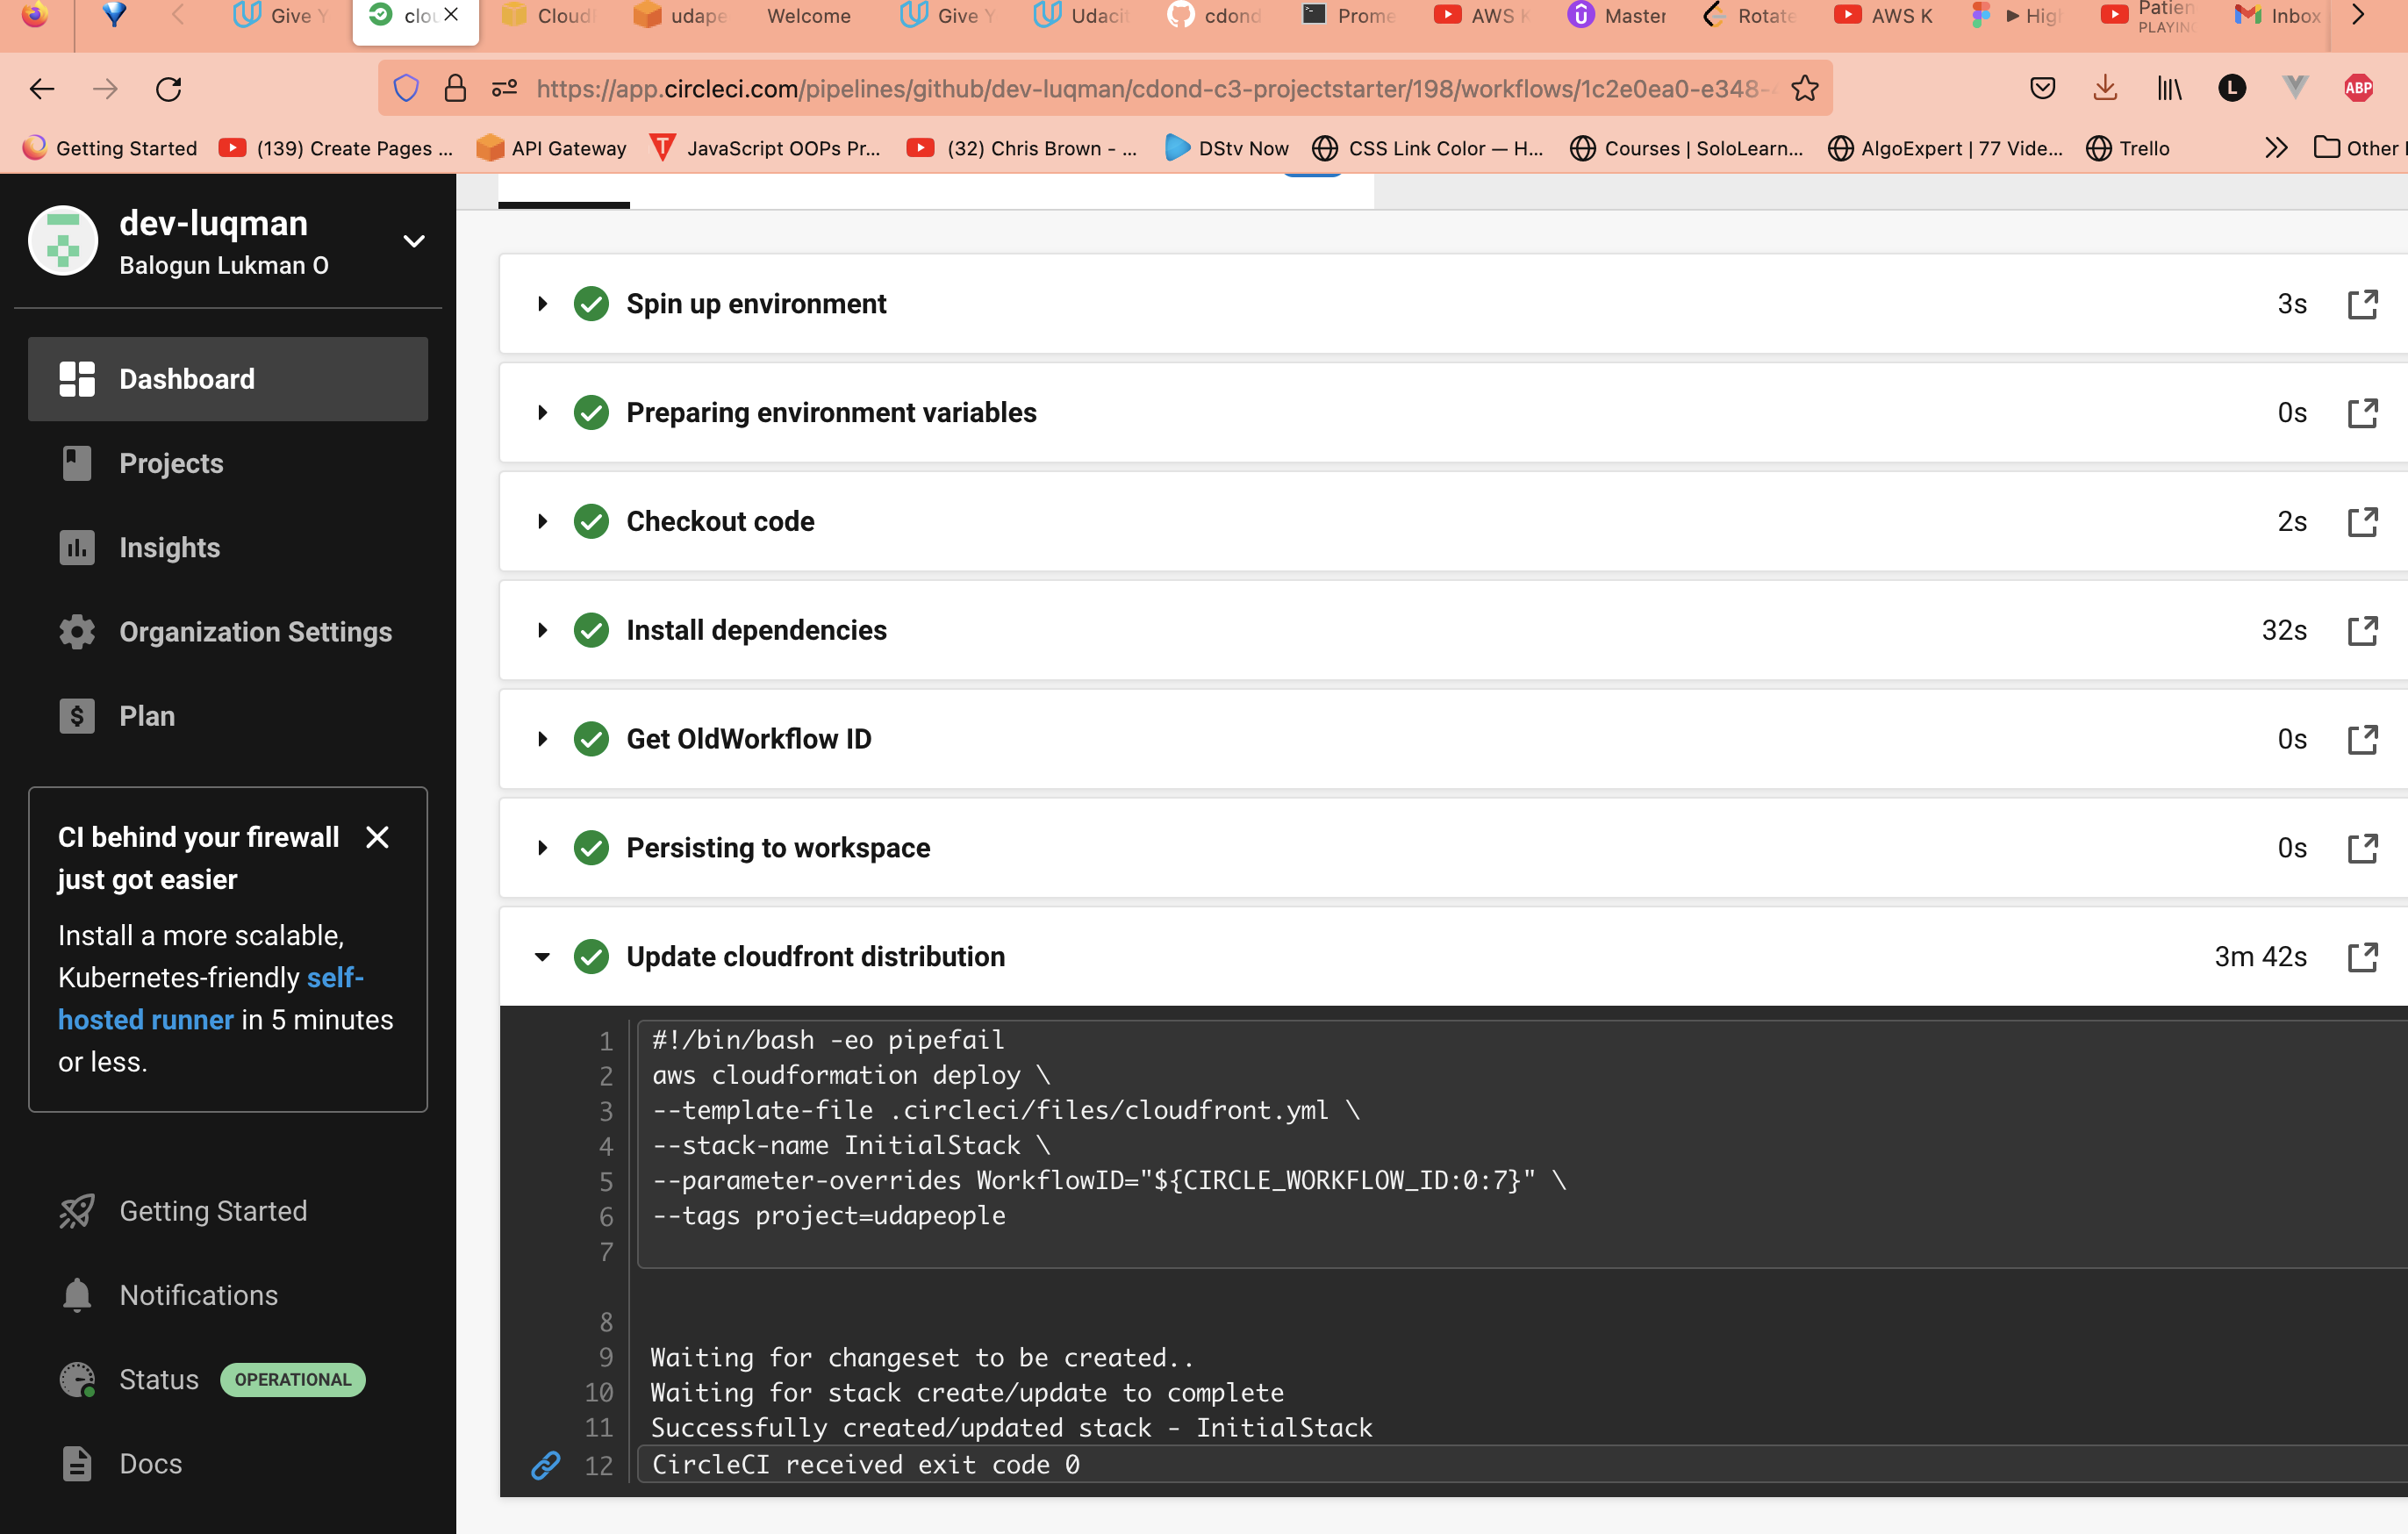 Give Y
clou
Cloudf
udape
Welcome
Give Y
Udacit
cdond
Prome
AWS K
Master
Rotate
AWS K
High
Patien
PLAYING
Inbox
https://app.circleci.com/pipelines/github/dev-luqman/cdond-c3-projectstarter/198/workflows/1c2e0ea0-e348-
L
ABP
Getting Started
(139) Create Pages ...
API Gateway
JavaScript OOPs Pr...
(32) Chris Brown - ...
DStv Now
CSS Link Color — H...
Courses | SoloLearn...
AlgoExpert | 77 Vide...
Trello
Other
dev-luqman
Balogun Lukman O
Dashboard
Projects
Insights
Organization Settings
Plan
CI behind your firewall
just got easier
Install a more scalable,
Kubernetes-friendly self-
hosted runner in 5 minutes
or less.
Getting Started
Notifications
Status OPERATIONAL
Docs
Spin up environment 3s
Preparing environment variables 0s
Checkout code 2s
Install dependencies 32s
Get OldWorkflow ID 0s
Persisting to workspace 0s
Update cloudfront distribution 3m 42s
1 #!/bin/bash -eo pipefail
2 aws cloudformation deploy \
3 --template-file .circleci/files/cloudfront.yml \
4 --stack-name InitialStack \
5 --parameter-overrides WorkflowID="${CIRCLE_WORKFLOW_ID:0:7}" \
6 --tags project=udapeople
7
8
9 Waiting for changeset to be created..
10 Waiting for stack create/update to complete
11 Successfully created/updated stack - InitialStack
12 CircleCI received exit code 0